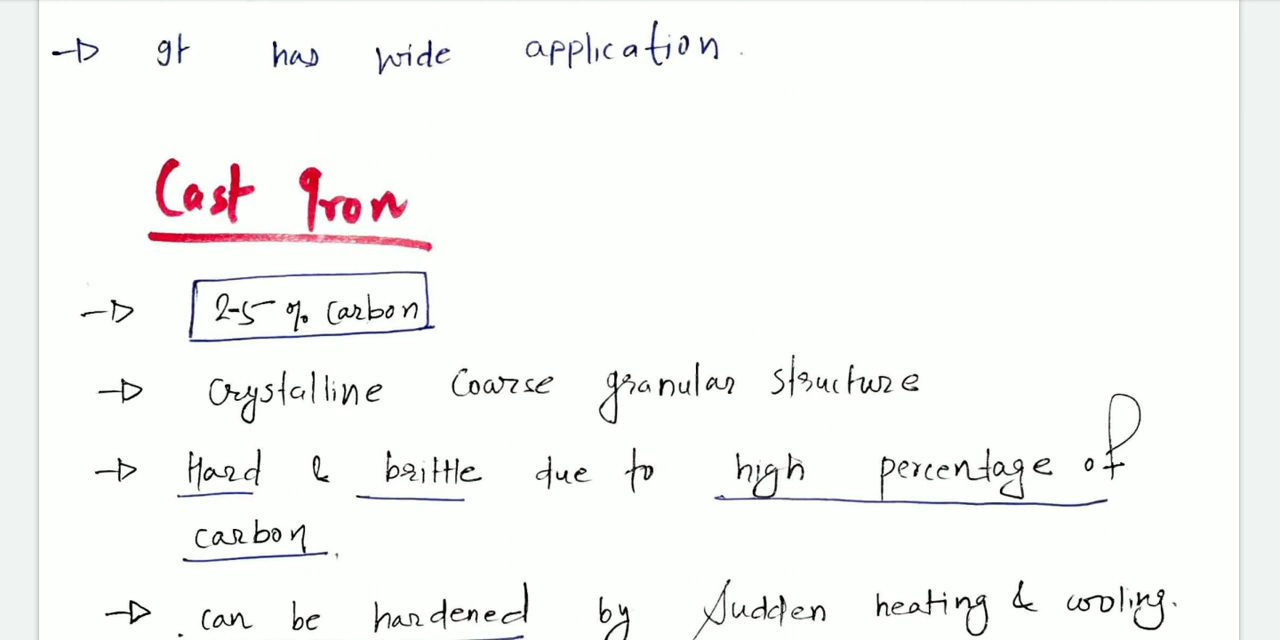 → It has wide application.
Cast Iron
→ 2-5 % carbon
→ Crystalline coarse granular structure
→ Hard & brittle due to high percentage of
carbon.
→ can be hardened by sudden heating & cooling.